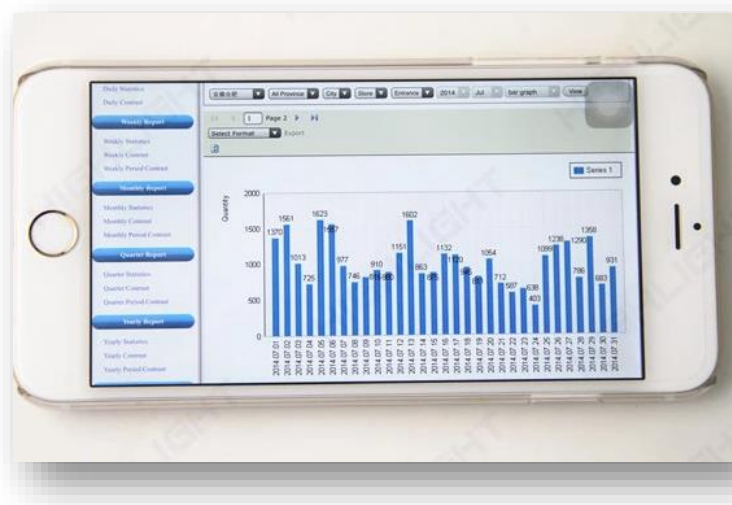 Daily Statistics
Daily Contrast
Weekly Report
Weekly Statistics
Weekly Contrast
Weekly Period Contrast
Monthly Report
Monthly Statistics
Monthly Contrast
Monthly Period Contrast
Quarter Report
Quarter Statistics
Quarter Contrast
Quarter Period Contrast
Yearly Report
Yearly Statistics
Yearly Contrast
Yearly Period Contrast
All Province City Store Entrance 2014 Jul bar graph View
1 Page 2
Select Format Export
Series 1
Quantity
2000
1500
1000
500
0
1370 1561 1013 725 1623 1557 977 746 910 1151 1602 863 1132 1120 945 1054 712 587 638 403 1099 1238 1290 786 1358 683 931
2014.07.01 2014.07.02 2014.07.03 2014.07.04 2014.07.05 2014.07.06 2014.07.07 2014.07.08 2014.07.09 2014.07.10 2014.07.11 2014.07.12 2014.07.13 2014.07.14 2014.07.15 2014.07.16 2014.07.17 2014.07.18 2014.07.19 2014.07.20 2014.07.21 2014.07.22 2014.07.23 2014.07.24 2014.07.25 2014.07.26 2014.07.27 2014.07.28 2014.07.29 2014.07.30 2014.07.31